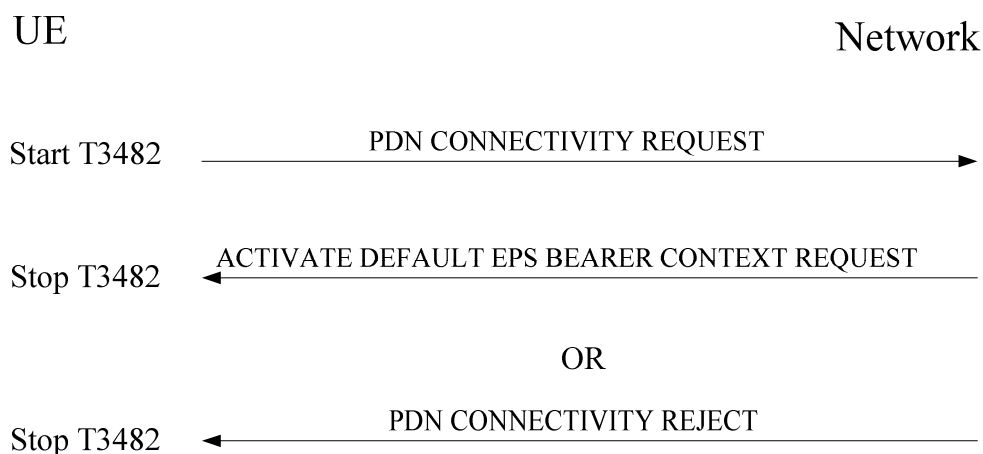 UE
Network
Start T3482
PDN CONNECTIVITY REQUEST
Stop T3482
ACTIVATE DEFAULT EPS BEARER CONTEXT REQUEST
OR
Stop T3482
PDN CONNECTIVITY REJECT